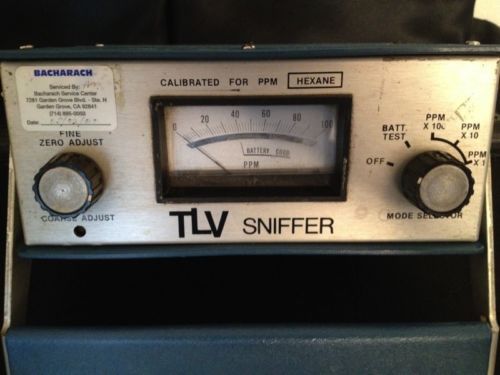 BACHARACH
Serviced By:
Bacharach Service Center
7281 Garden Grove Blvd. - Ste. H
Garden Grove, CA 92641
(714) 895-0050
Date:
CALIBRATED FOR PPM HEXANE
0 20 40 60 80 100
BATTERY GOOD
PPM
FINE
ZERO ADJUST
COARSE ADJUST
TLV SNIFFER
OFF
BATT
TEST
PPM
X 100
PPM
X 10
PPM
X 1
MODE SELECTOR